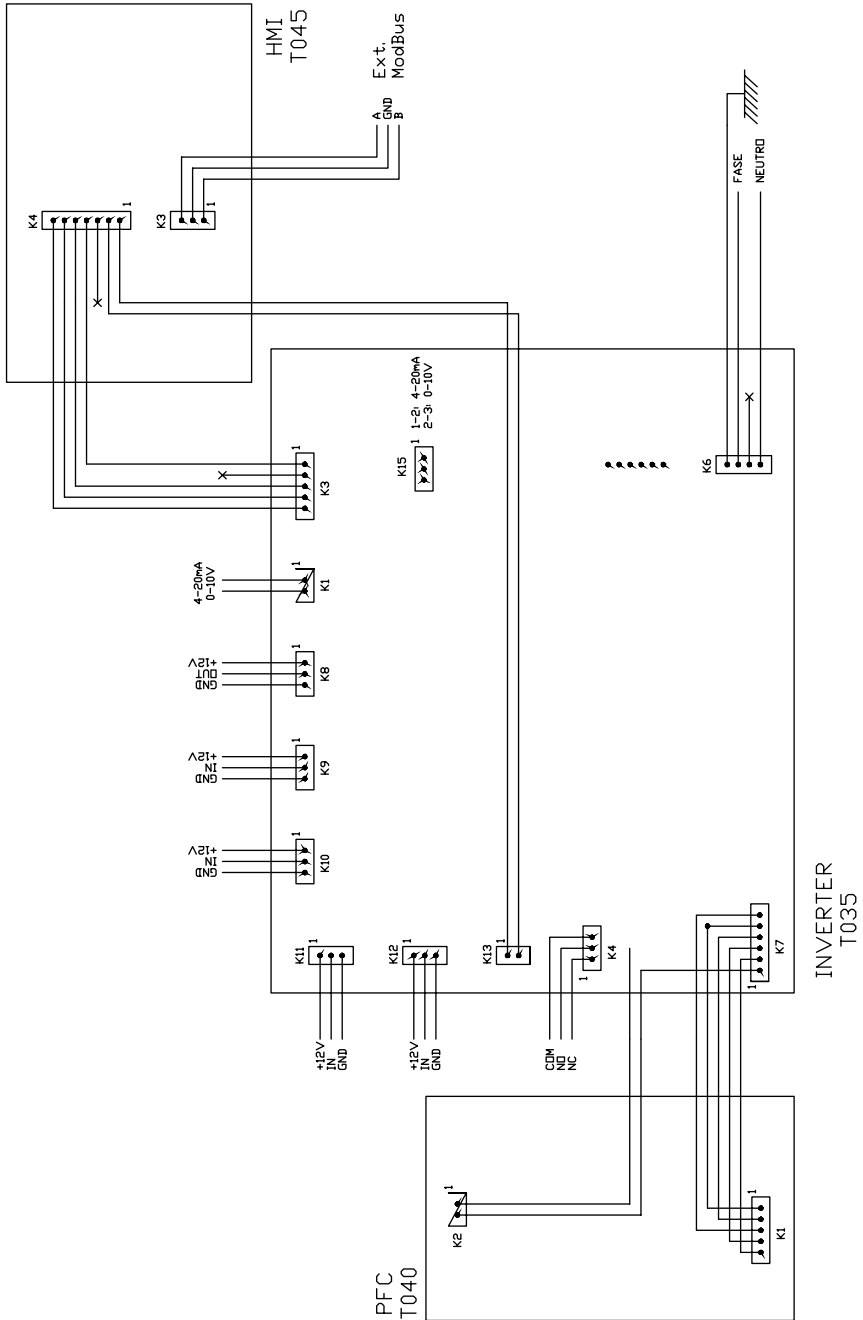 HMI
T045
Ext.
ModBus
A
GND
B
K4
1
K3
1
FASE
NEUTRO
1-2: 4-20mA
2-3: 0-10V
K15
1
K6
1
K3
1
4-20mA
0-10V
K1
1
+12V
OUT
GND
K8
1
+12V
IN
GND
K9
1
+12V
IN
GND
K10
1
K11
1
+12V
IN
GND
K12
1
+12V
IN
GND
K13
1
COM
NO
NC
K4
1
K7
1
INVERTER
T035
K2
1
K1
1
PFC
T040